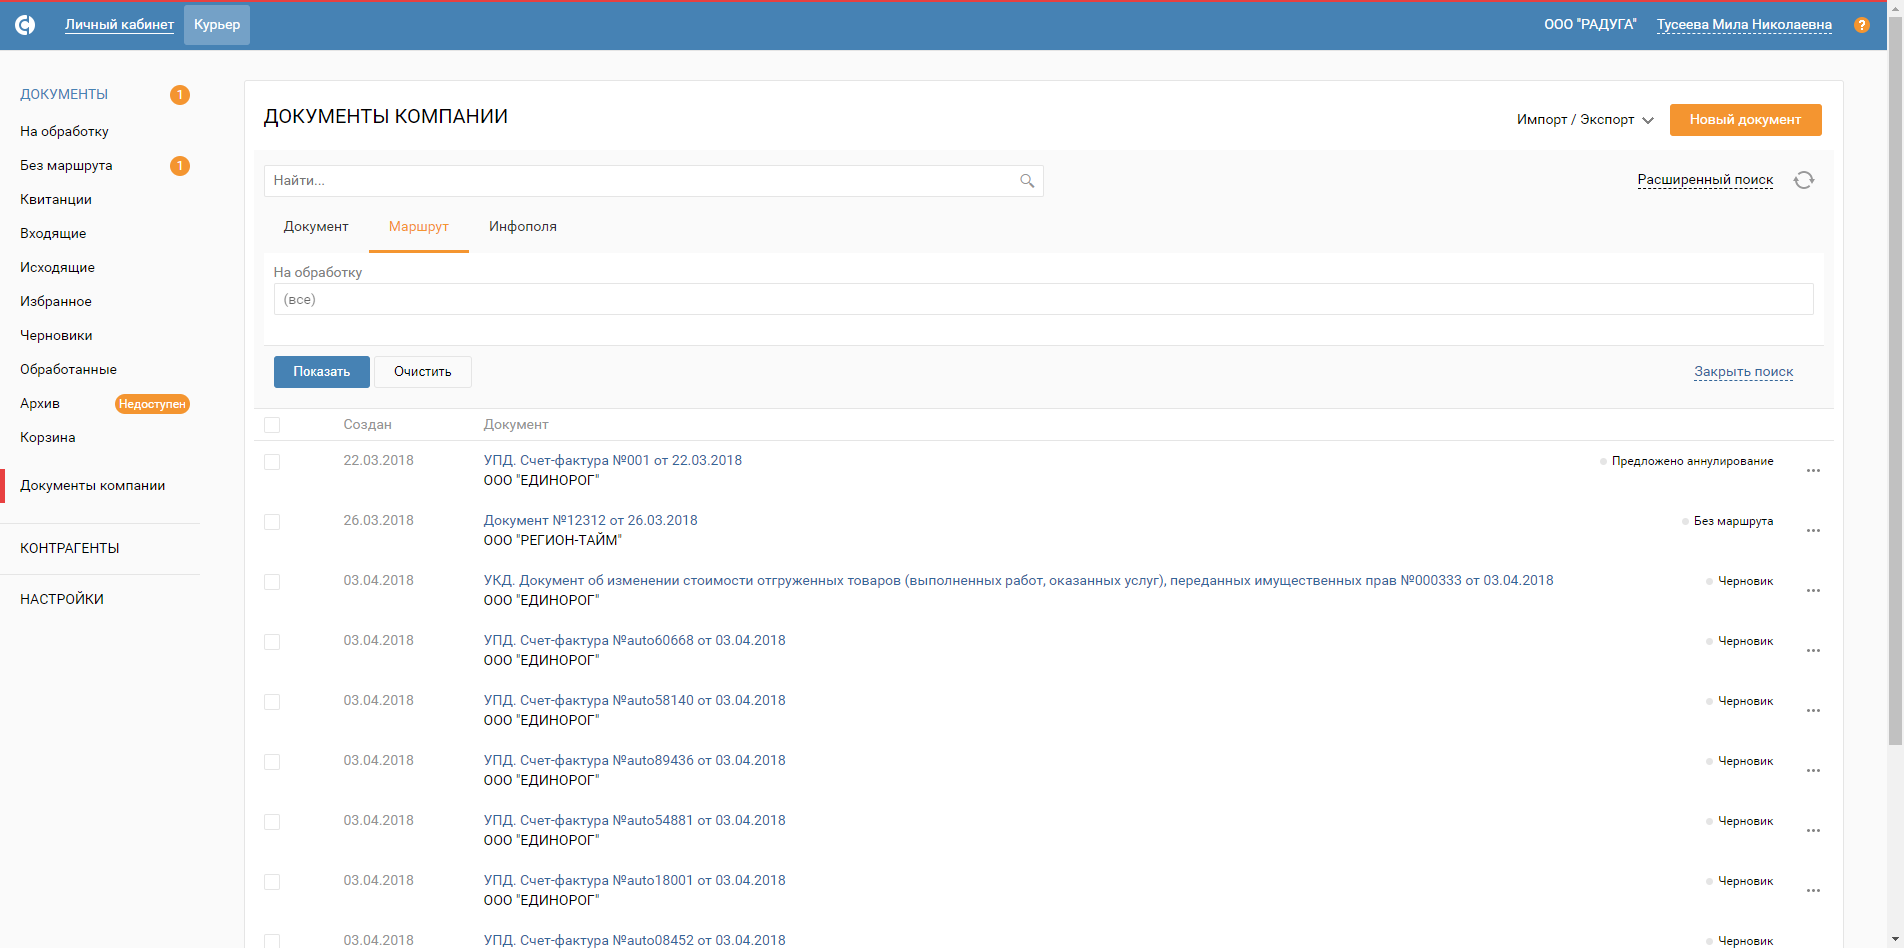 Личный кабинет Курьер ООО "РАДУГА" Тусеева Мила Николаевна ?
ДОКУМЕНТЫ 1
На обработку
Без маршрута 1
Квитанции
Входящие
Исходящие
Избранное
Черновики
Обработанные
Архив Недоступен
Корзина
Документы компании
КОНТРАГЕНТЫ
НАСТРОЙКИ
ДОКУМЕНТЫ КОМПАНИИ Импорт / Экспорт Новый документ
Найти... Расширенный поиск
Документ Маршрут Инфополя
На обработку
(все)
Показать Очистить Закрыть поиск
Создан Документ
22.03.2018 УПД. Счет-фактура №001 от 22.03.2018 Предложено аннулирование
ООО "ЕДИНОРОГ"
26.03.2018 Документ №12312 от 26.03.2018 Без маршрута
ООО "РЕГИОН-ТАЙМ"
03.04.2018 УКД. Документ об изменении стоимости отгруженных товаров (выполненных работ, оказанных услуг), переданных имущественных прав №000333 от 03.04.2018 Черновик
ООО "ЕДИНОРОГ"
03.04.2018 УПД. Счет-фактура №auto60668 от 03.04.2018 Черновик
ООО "ЕДИНОРОГ"
03.04.2018 УПД. Счет-фактура №auto58140 от 03.04.2018 Черновик
ООО "ЕДИНОРОГ"
03.04.2018 УПД. Счет-фактура №auto89436 от 03.04.2018 Черновик
ООО "ЕДИНОРОГ"
03.04.2018 УПД. Счет-фактура №auto54881 от 03.04.2018 Черновик
ООО "ЕДИНОРОГ"
03.04.2018 УПД. Счет-фактура №auto18001 от 03.04.2018 Черновик
ООО "ЕДИНОРОГ"
03.04.2018 УПД. Счет-фактура №auto08452 от 03.04.2018 Черновик